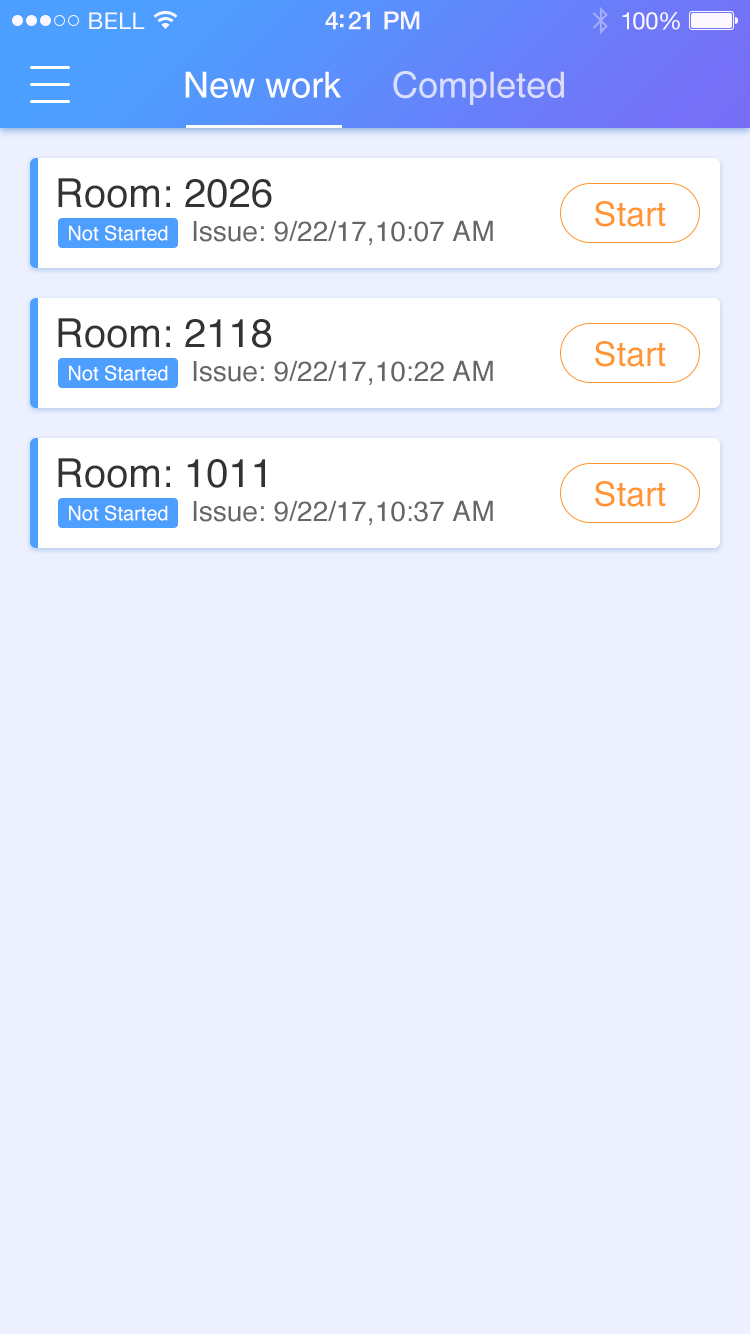 BELL 4:21 PM 100%
New work Completed
Room: 2026
Not Started Issue: 9/22/17,10:07 AM
Start
Room: 2118
Not Started Issue: 9/22/17,10:22 AM
Start
Room: 1011
Not Started Issue: 9/22/17,10:37 AM
Start